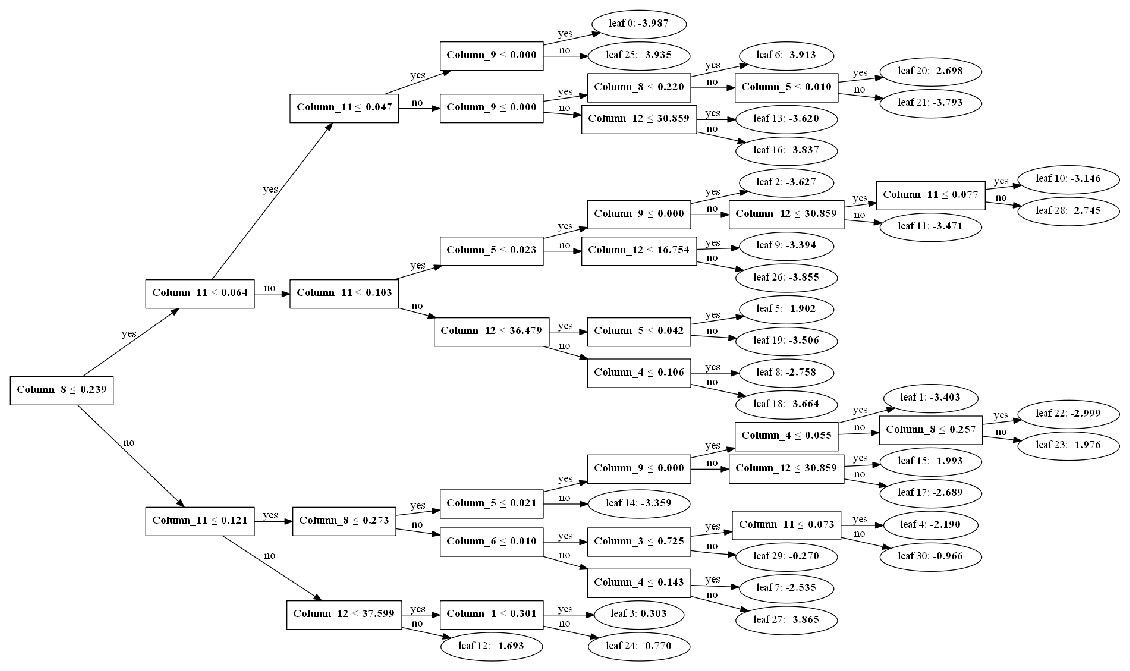 leaf 0: -3.987
yes
Column_9 ≤ 0.000
no
leaf 25: 3.935
leaf 6: 3.913
yes
yes
Column_8 ≤ 0.220
yes
leaf 20: 2.698
no
Column_5 ≤ 0.010
no
leaf 21: -3.793
yes
Column_11 ≤ 0.047
no
Column_9 ≤ 0.000
no
Column_12 ≤ 30.859
yes
leaf 13: -3.620
no
leaf 16: 3.837
yes
leaf 2: -3.627
yes
leaf 10: -3.146
yes
Column_11 ≤ 0.077
no
leaf 28: 2.745
yes
Column_9 ≤ 0.000
no
Column_12 ≤ 30.859
yes
no
leaf 11: -3.471
yes
Column_5 ≤ 0.023
no
Column_12 ≤ 16.754
yes
leaf 9: -3.394
no
leaf 26: -3.855
yes
Column_11 ≤ 0.064
no
Column_11 ≤ 0.103
no
leaf 5: 1.902
yes
Column_12 ≤ 36.479
yes
Column_5 ≤ 0.042
no
leaf 19: -3.506
no
Column_4 ≤ 0.106
yes
leaf 8: -2.758
no
leaf 18: 3.664
yes
Column_8 ≤ 0.239
no
leaf 1: -3.403
yes
leaf 22: -2.999
yes
Column_4 ≤ 0.055
no
Column_8 ≤ 0.257
no
leaf 23: 1.976
yes
Column_9 ≤ 0.000
no
Column_12 ≤ 30.859
yes
leaf 15: 1.993
no
leaf 17: -2.689
yes
Column_5 ≤ 0.021
no
leaf 14: -3.359
yes
Column_11 ≤ 0.121
yes
Column_8 ≤ 0.273
no
Column_11 ≤ 0.073
yes
leaf 4: -2.190
yes
Column_6 ≤ 0.010
yes
Column_3 ≤ 0.725
no
leaf 29: -0.270
no
leaf 30: -0.966
no
Column_4 ≤ 0.143
yes
leaf 7: -2.535
no
leaf 27: 3.865
no
Column_12 ≤ 37.599
yes
Column_1 ≤ 0.301
yes
leaf 3: 0.303
no
leaf 12: 1.693
no
leaf 24: 0.770